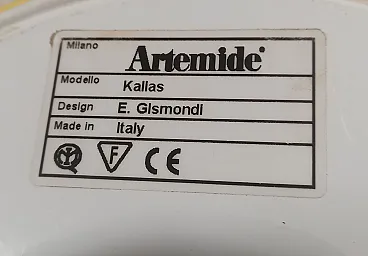 Milano Artemide®
Modello Kallas
Design E. Gismondi
Made in Italy
F CE